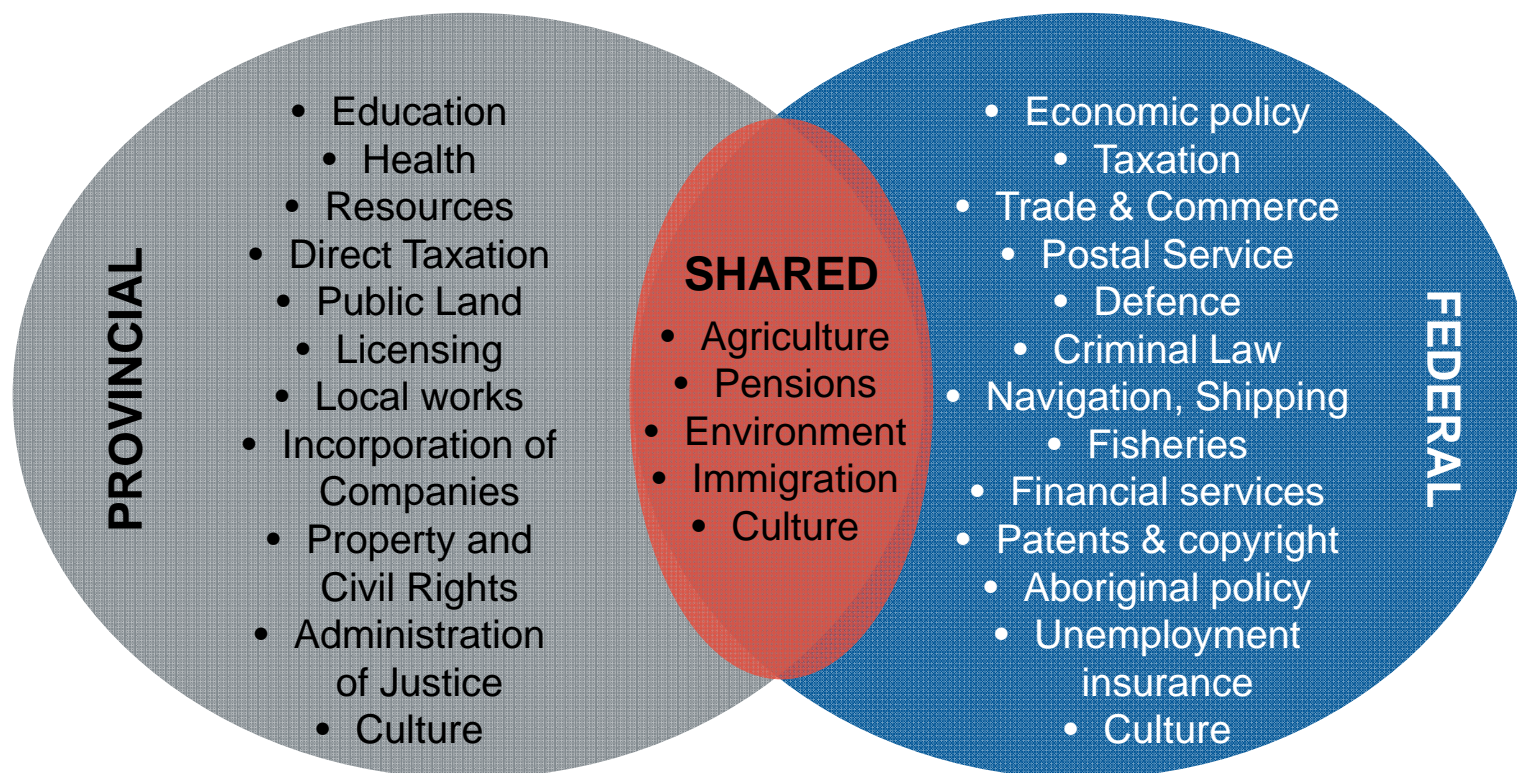 PROVINCIAL
• Education
• Health
• Resources
• Direct Taxation
• Public Land
• Licensing
• Local works
• Incorporation of
Companies
• Property and
Civil Rights
• Administration
of Justice
• Culture
SHARED
• Agriculture
• Pensions
• Environment
• Immigration
• Culture
• Economic policy
• Taxation
• Trade & Commerce
• Postal Service
• Defence
• Criminal Law
• Navigation, Shipping
• Fisheries
• Financial services
• Patents & copyright
• Aboriginal policy
• Unemployment
insurance
• Culture
FEDERAL